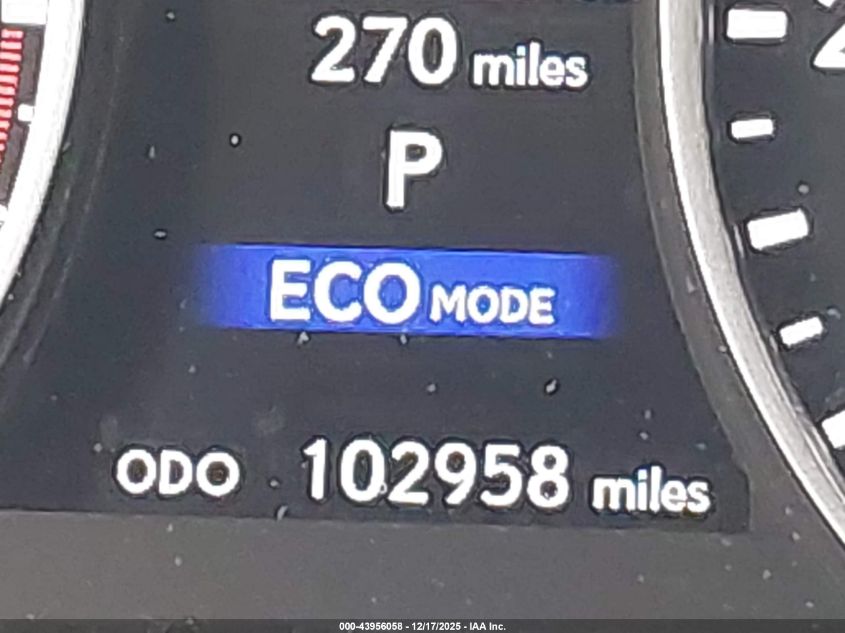 270 miles
P
ECO MODE
ODO 102958 miles
000-43956058 - 12/17/2025 - IAA Inc.